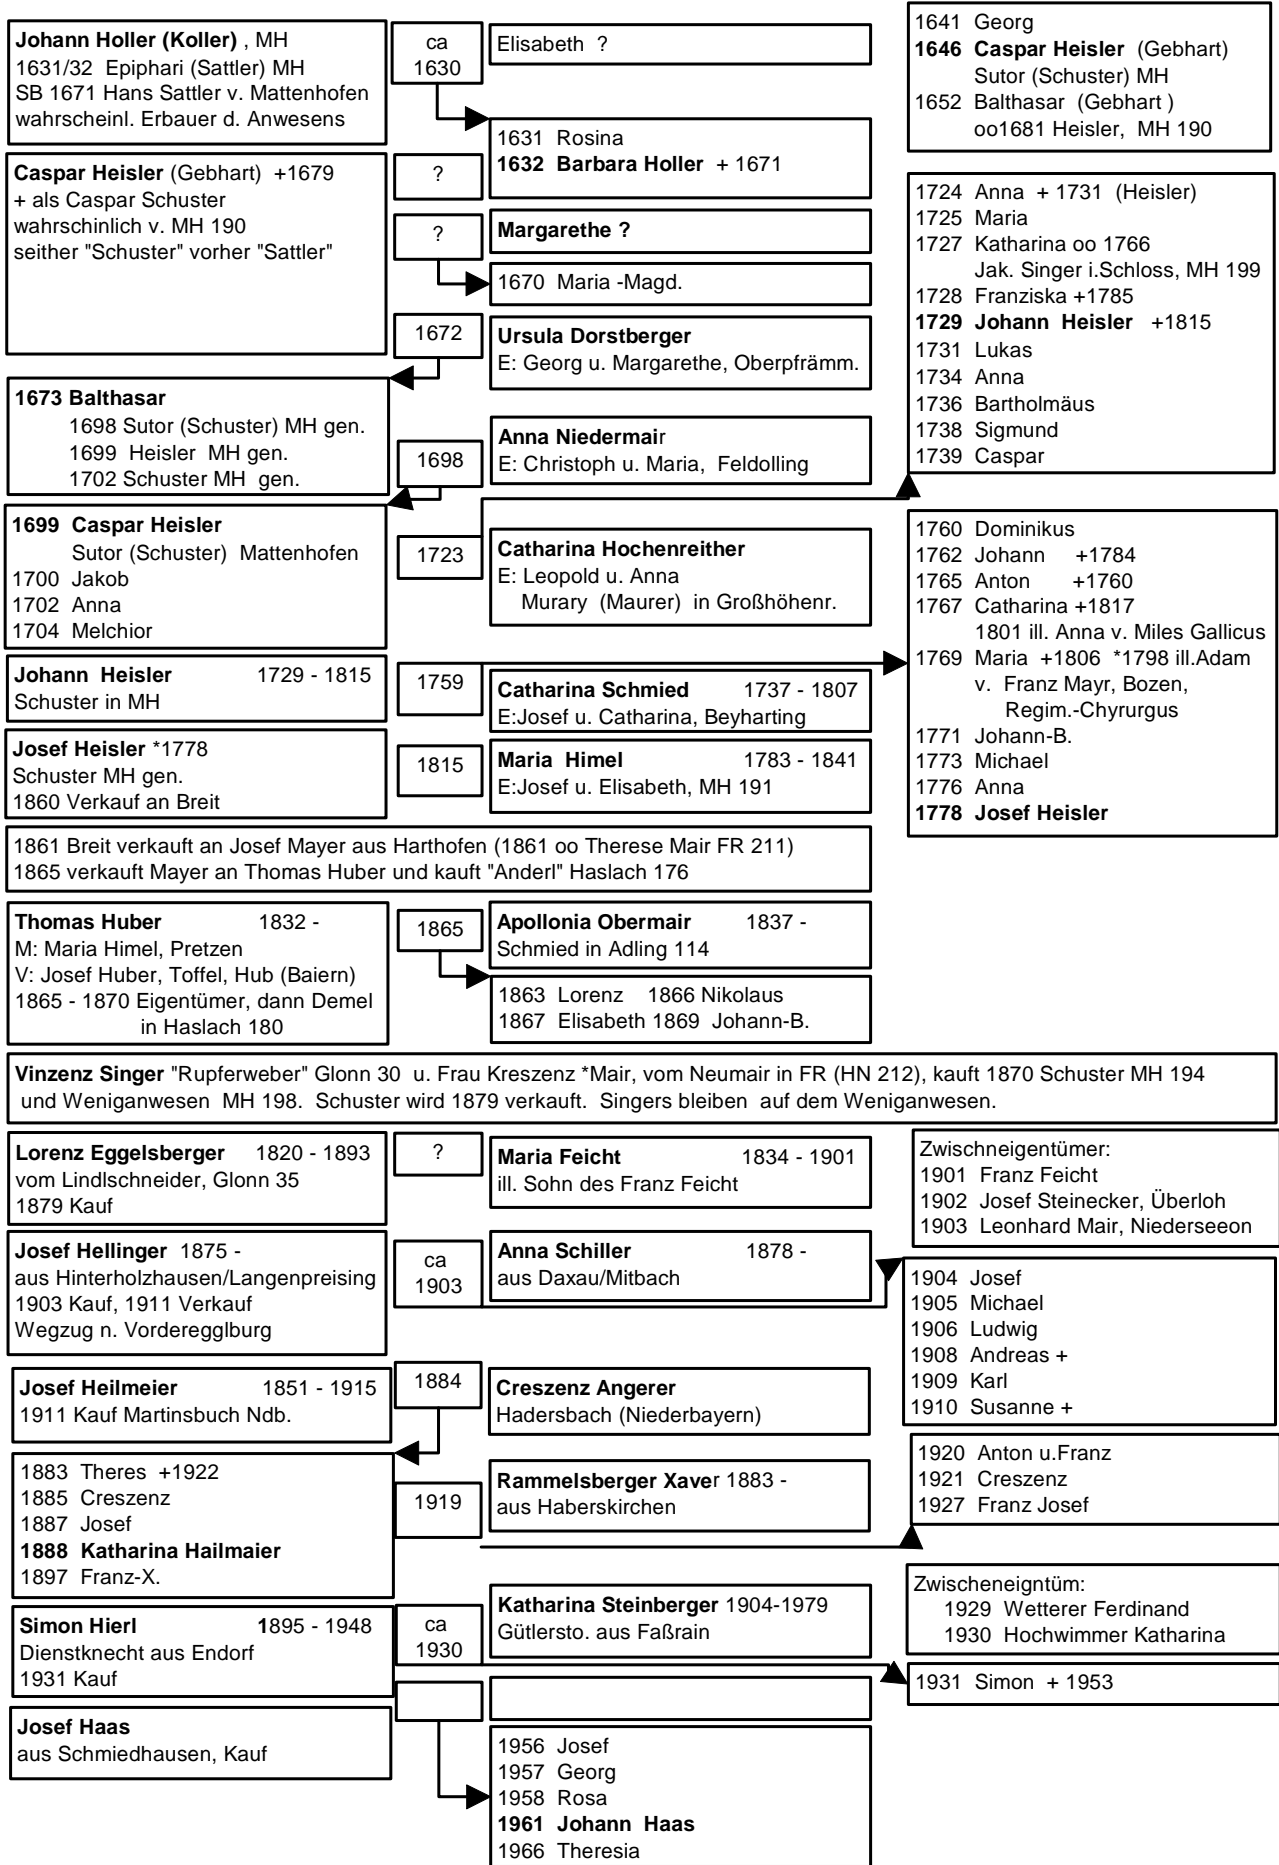 Johann Holler (Koller) , MH
1631/32 Epiphari (Sattler) MH
SB 1671 Hans Sattler v. Mattenhofen
wahrscheinl. Erbauer d. Anwesens
ca
1630
Elisabeth ?
1631 Rosina
1632 Barbara Holler + 1671
1641 Georg
1646 Caspar Heisler (Gebhart)
Sutor (Schuster) MH
1652 Balthasar (Gebhart )
oo1681 Heisler, MH 190
Caspar Heisler (Gebhart) +1679
+ als Caspar Schuster
wahrschinlich v. MH 190
seither "Schuster" vorher "Sattler"
?
?
Margarethe ?
1670 Maria -Magd.
1672
Ursula Dorstberger
E: Georg u. Margarethe, Oberpfrämm.
1724 Anna + 1731 (Heisler)
1725 Maria
1727 Katharina oo 1766
Jak. Singer i.Schloss, MH 199
1728 Franziska +1785
1729 Johann Heisler +1815
1731 Lukas
1734 Anna
1736 Bartholmäus
1738 Sigmund
1739 Caspar
1673 Balthasar
1698 Sutor (Schuster) MH gen.
1699 Heisler MH gen.
1702 Schuster MH gen.
1698
Anna Niedermair
E: Christoph u. Maria, Feldolling
1699 Caspar Heisler
Sutor (Schuster) Mattenhofen
1700 Jakob
1702 Anna
1704 Melchior
1723
Catharina Hochenreither
E: Leopold u. Anna
Murary (Maurer) in Großhöhenr.
1760 Dominikus
1762 Johann +1784
1765 Anton +1760
1767 Catharina +1817
1801 ill. Anna v. Miles Gallicus
1769 Maria +1806 *1798 ill.Adam
v. Franz Mayr, Bozen,
Regim.-Chyrurgus
1771 Johann-B.
1773 Michael
1776 Anna
1778 Josef Heisler
Johann Heisler 1729 - 1815
Schuster in MH
1759
Catharina Schmied 1737 - 1807
E:Josef u. Catharina, Beyharting
Josef Heisler *1778
Schuster MH gen.
1860 Verkauf an Breit
1815
Maria Himel 1783 - 1841
E:Josef u. Elisabeth, MH 191
1861 Breit verkauft an Josef Mayer aus Harthofen (1861 oo Therese Mair FR 211)
1865 verkauft Mayer an Thomas Huber und kauft "Anderl" Haslach 176
Thomas Huber 1832 -
M: Maria Himel, Pretzen
V: Josef Huber, Toffel, Hub (Baiern)
1865 - 1870 Eigentümer, dann Demel
in Haslach 180
1865
Apollonia Obermair 1837 -
Schmied in Adling 114
1863 Lorenz 1866 Nikolaus
1867 Elisabeth 1869 Johann-B.
Vinzenz Singer "Rupferweber" Glonn 30 u. Frau Kreszenz *Mair, vom Neumair in FR (HN 212), kauft 1870 Schuster MH 194
und Weniganwesen MH 198. Schuster wird 1879 verkauft. Singers bleiben auf dem Weniganwesen.
Lorenz Eggelsberger 1820 - 1893
vom Lindlschneider, Glonn 35
1879 Kauf
?
Maria Feicht 1834 - 1901
ill. Sohn des Franz Feicht
Zwischneigentümer:
1901 Franz Feicht
1902 Josef Steinecker, Überloh
1903 Leonhard Mair, Niederseeon
Josef Hellinger 1875 -
aus Hinterholzhausen/Langenpreising
1903 Kauf, 1911 Verkauf
Wegzug n. Vorderegglburg
ca
1903
Anna Schiller 1878 -
aus Daxau/Mitbach
1904 Josef
1905 Michael
1906 Ludwig
1908 Andreas +
1909 Karl
1910 Susanne +
Josef Heilmeier 1851 - 1915
1911 Kauf Martinsbuch Ndb.
1884
Creszenz Angerer
Hadersbach (Niederbayern)
1883 Theres +1922
1885 Creszenz
1887 Josef
1888 Katharina Hailmaier
1897 Franz-X.
1919
Rammelsberger Xaver 1883 -
aus Haberskirchen
1920 Anton u.Franz
1921 Creszenz
1927 Franz Josef
Simon Hierl 1895 - 1948
Dienstknecht aus Endorf
1931 Kauf
ca
1930
Katharina Steinberger 1904-1979
Gütlersto. aus Faßrain
Zwischeneigntüm:
1929 Wetterer Ferdinand
1930 Hochwimmer Katharina
1931 Simon + 1953
Josef Haas
aus Schmiedhausen, Kauf
1956 Josef
1957 Georg
1958 Rosa
1961 Johann Haas
1966 Theresia